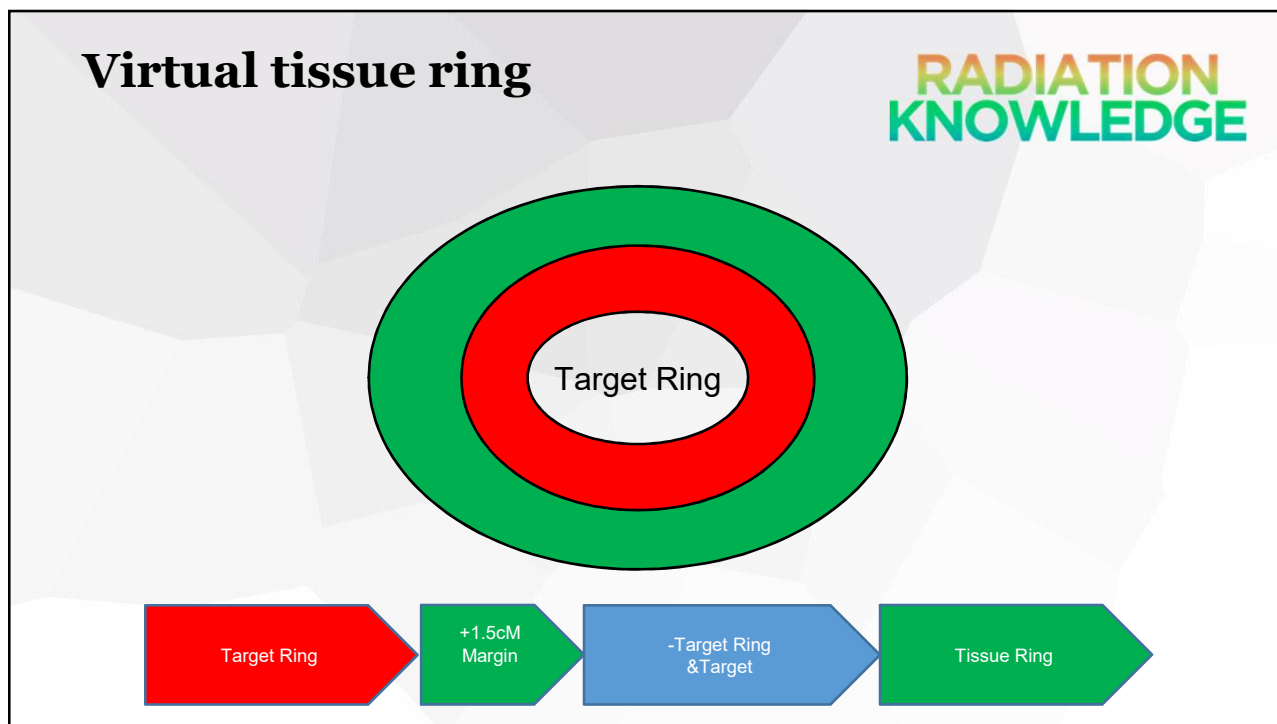 Virtual tissue ring
RADIATION
KNOWLEDGE
Target Ring
Target Ring
+1.5cM
Margin
-Target Ring
&Target
Tissue Ring